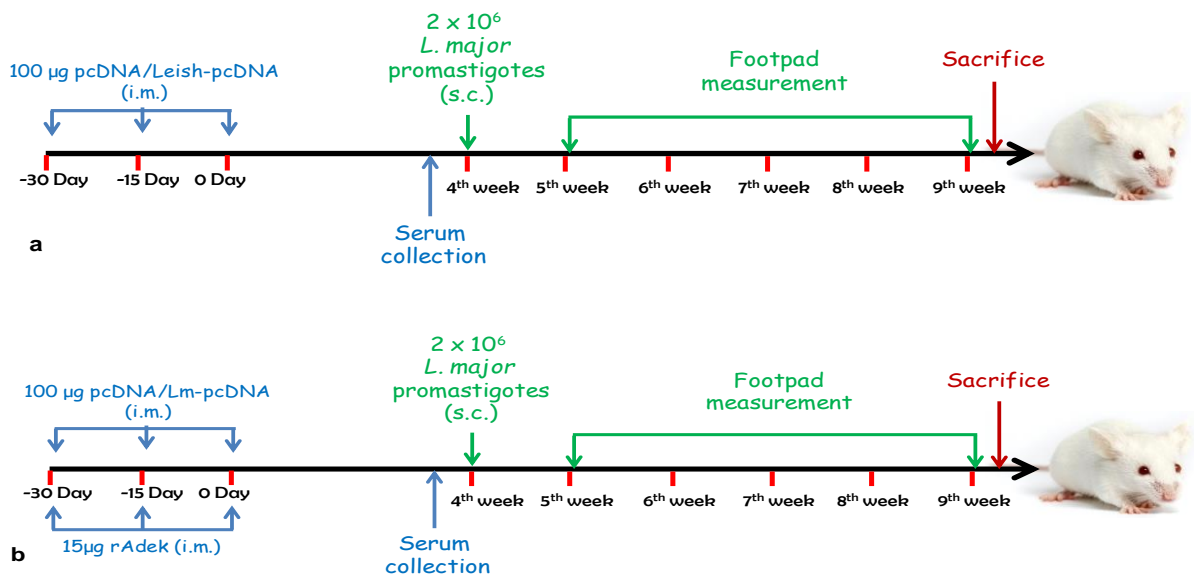 100 µg pcDNA/Leish-pcDNA
(i.m.)
2 x 10⁶
L. major
promastigotes
(s.c.)
Footpad
measurement
Sacrifice
-30 Day
-15 Day
0 Day
4th week
5th week
6th week
7th week
8th week
9th week
Serum
collection
a
100 µg pcDNA/Lm-pcDNA
(i.m.)
2 x 10⁶
L. major
promastigotes
(s.c.)
Footpad
measurement
Sacrifice
-30 Day
-15 Day
0 Day
4th week
5th week
6th week
7th week
8th week
9th week
15µg rAdek (i.m.)
Serum
collection
b